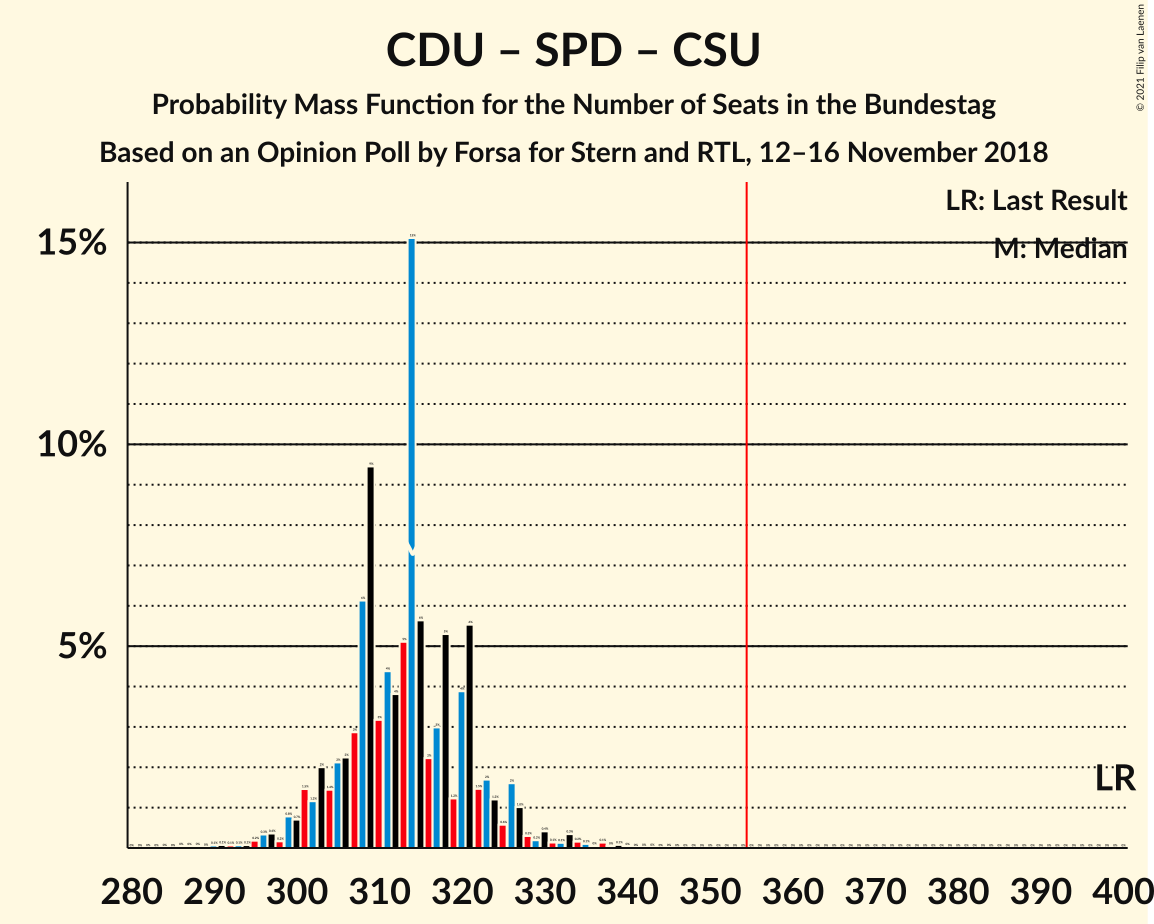 CDU – SPD – CSU
Probability Mass Function for the Number of Seats in the Bundestag
Based on an Opinion Poll by Forsa for Stern and RTL, 12–16 November 2018
© 2021 Filip van Laenen
LR: Last Result
M: Median
15%
10%
5%
LR
280 290 300 310 320 330 340 350 360 370 380 390 400